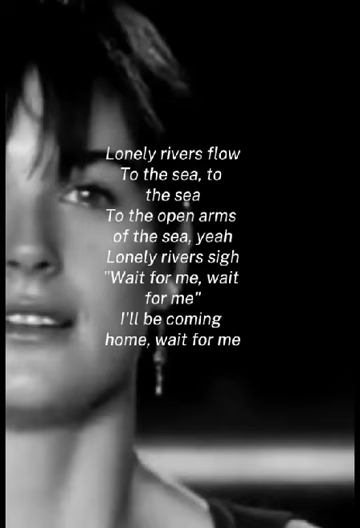 Lonely rivers flow
To the sea, to
the sea
To the open arms
of the sea, yeah
Lonely rivers sigh
"Wait for me, wait
for me"
I'll be coming
home, wait for me